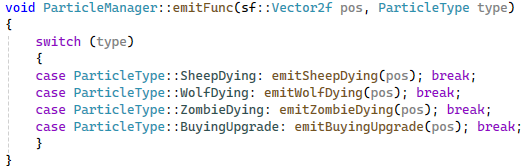 void ParticleManager::emitFunc(sf::Vector2f pos, ParticleType type)
{
    switch (type)
    {
    case ParticleType::SheepDying: emitSheepDying(pos); break;
    case ParticleType::WolfDying: emitWolfDying(pos); break;
    case ParticleType::ZombieDying: emitZombieDying(pos); break;
    case ParticleType::BuyingUpgrade: emitBuyingUpgrade(pos); break;
    }
}